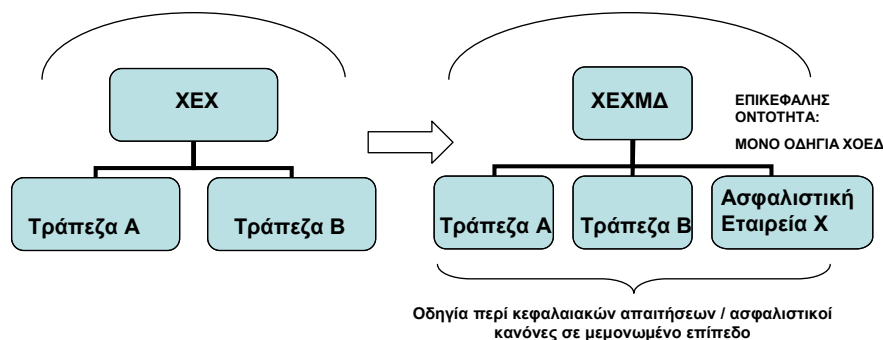 ΧΕΧ
Τράπεζα Α
Τράπεζα Β
ΧΕΧΜΔ
ΕΠΙΚΕΦΑΛΗΣ
ΟΝΤΟΤΗΤΑ:
ΜΟΝΟ ΟΔΗΓΙΑ ΧΟΕΔ
Τράπεζα Α
Τράπεζα Β
Ασφαλιστική
Εταιρεία Χ
Οδηγία περί κεφαλαιακών απαιτήσεων / ασφαλιστικοί
κανόνες σε μεμονωμένο επίπεδο